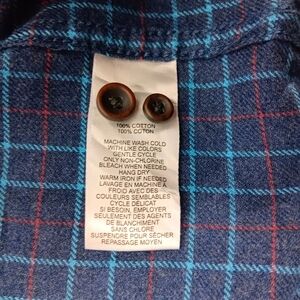 100% COTTON
100% COTON
MACHINE WASH COLD
WITH LIKE COLORS
GENTLE CYCLE
ONLY NON-CHLORINE
BLEACH WHEN NEEDED
HANG DRY
WARM IRON IF NEEDED
LAVAGE EN MACHINE À
FROID AVEC DES
COULEURS SEMBLABLES
CYCLE DELICAT
SI BESOIN, EMPLOYER
SEULEMENT DES AGENTS
DE BLANCHIMENT
SANS CHLORE
SUSPENDRE POUR SÉCHER
REPASSAGE MOYEN